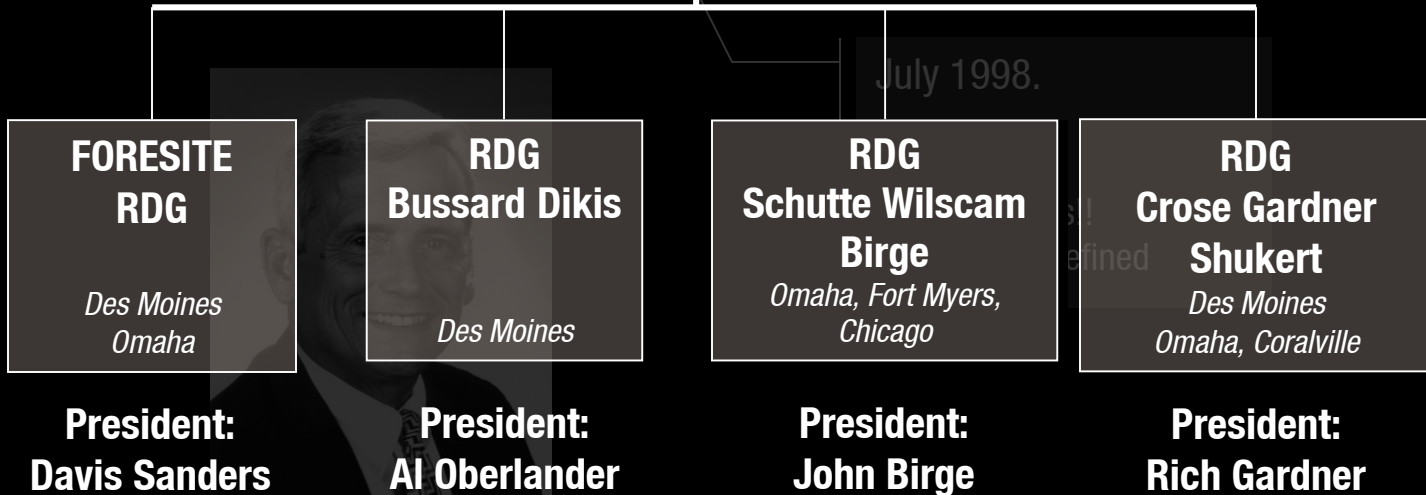 July 1998.
FORESITE
RDG
Des Moines
Omaha
President:
Davis Sanders
RDG
Bussard Dikis
Des Moines
President:
Al Oberlander
RDG
Schutte Wilscam
Birge
Omaha, Fort Myers,
Chicago
President:
John Birge
s!!
efined
RDG
Crose Gardner
Shukert
Des Moines
Omaha, Coralville
President:
Rich Gardner